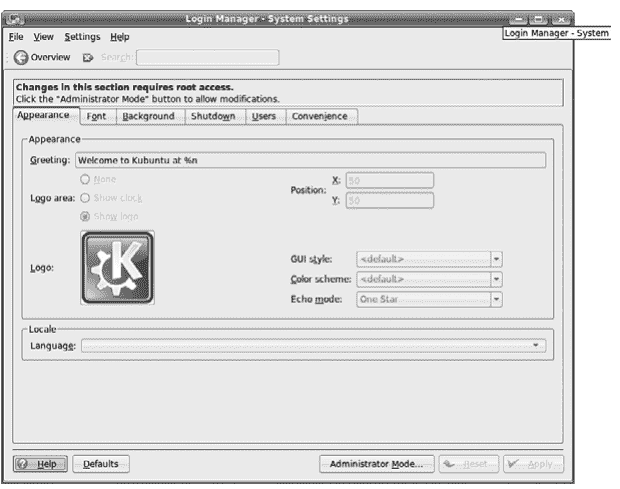 Login Manager - System Settings
File View Settings Help
Login Manager - System
Overview Search:
Changes in this section requires root access.
Click the "Administrator Mode" button to allow modifications.
Appearance Font Background Shutdown Users Convenience
Appearance
Greeting: Welcome to Kubuntu at %n
None
Logo area: Show clock
Show logo
Position: X: 50
Y: 50
Logo: K
GUI style: <default>
Color scheme: <default>
Echo mode: One Star
Locale
Language:
Help Defaults Administrator Mode... Reset Apply